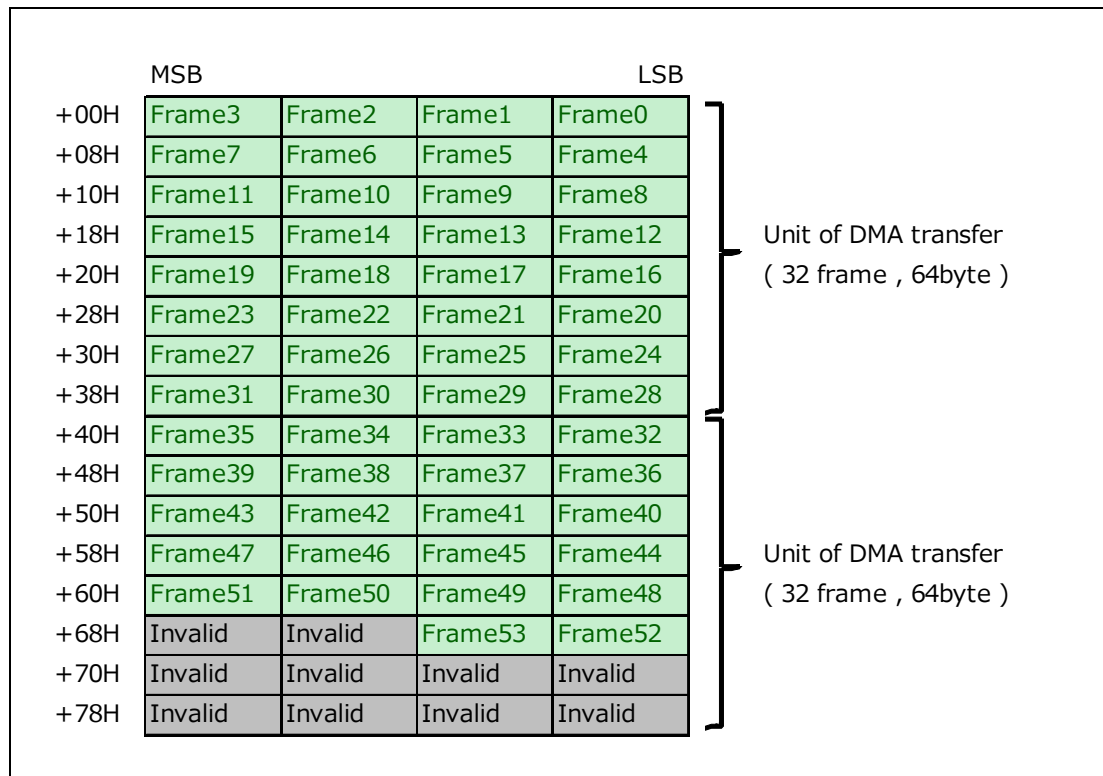 MSB LSB
+00H Frame3 Frame2 Frame1 Frame0
+08H Frame7 Frame6 Frame5 Frame4
+10H Frame11 Frame10 Frame9 Frame8
+18H Frame15 Frame14 Frame13 Frame12 Unit of DMA transfer
+20H Frame19 Frame18 Frame17 Frame16 ( 32 frame , 64byte )
+28H Frame23 Frame22 Frame21 Frame20
+30H Frame27 Frame26 Frame25 Frame24
+38H Frame31 Frame30 Frame29 Frame28
+40H Frame35 Frame34 Frame33 Frame32
+48H Frame39 Frame38 Frame37 Frame36
+50H Frame43 Frame42 Frame41 Frame40
+58H Frame47 Frame46 Frame45 Frame44 Unit of DMA transfer
+60H Frame51 Frame50 Frame49 Frame48 ( 32 frame , 64byte )
+68H Invalid Invalid Frame53 Frame52
+70H Invalid Invalid Invalid Invalid
+78H Invalid Invalid Invalid Invalid